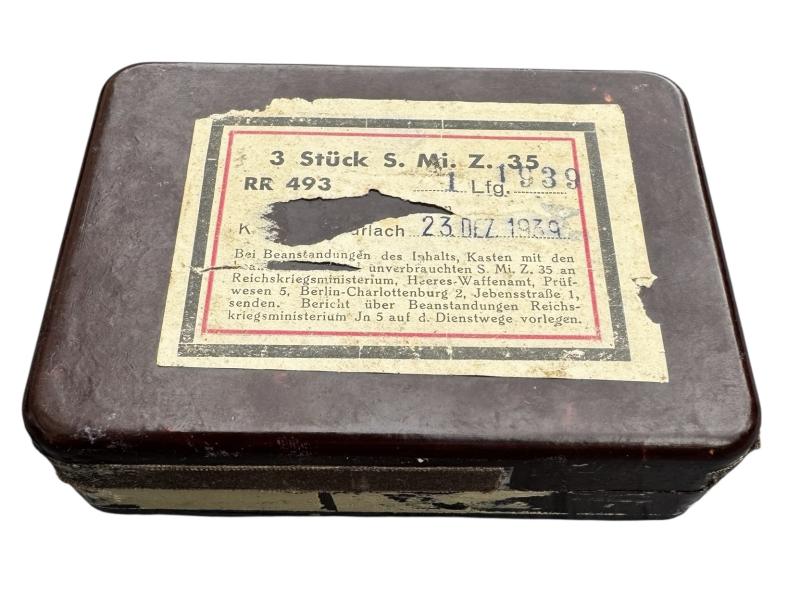 3 Stück S. Mi. Z. 35
RR 493 1 Lfg. 1939
K urlach 23 DEZ. 1939
Bei Beanstandungen des Inhalts, Kasten mit den
unverbrauchten S. Mi. Z. 35 an
Reichskriegsministerium, Heeres-Waffenamt, Prüf-
wesen 5, Berlin-Charlottenburg 2, Jebensstraße 1,
senden. Bericht über Beanstandungen Reichs-
kriegsministerium Jn 5 auf d. Dienstwege vorlegen.